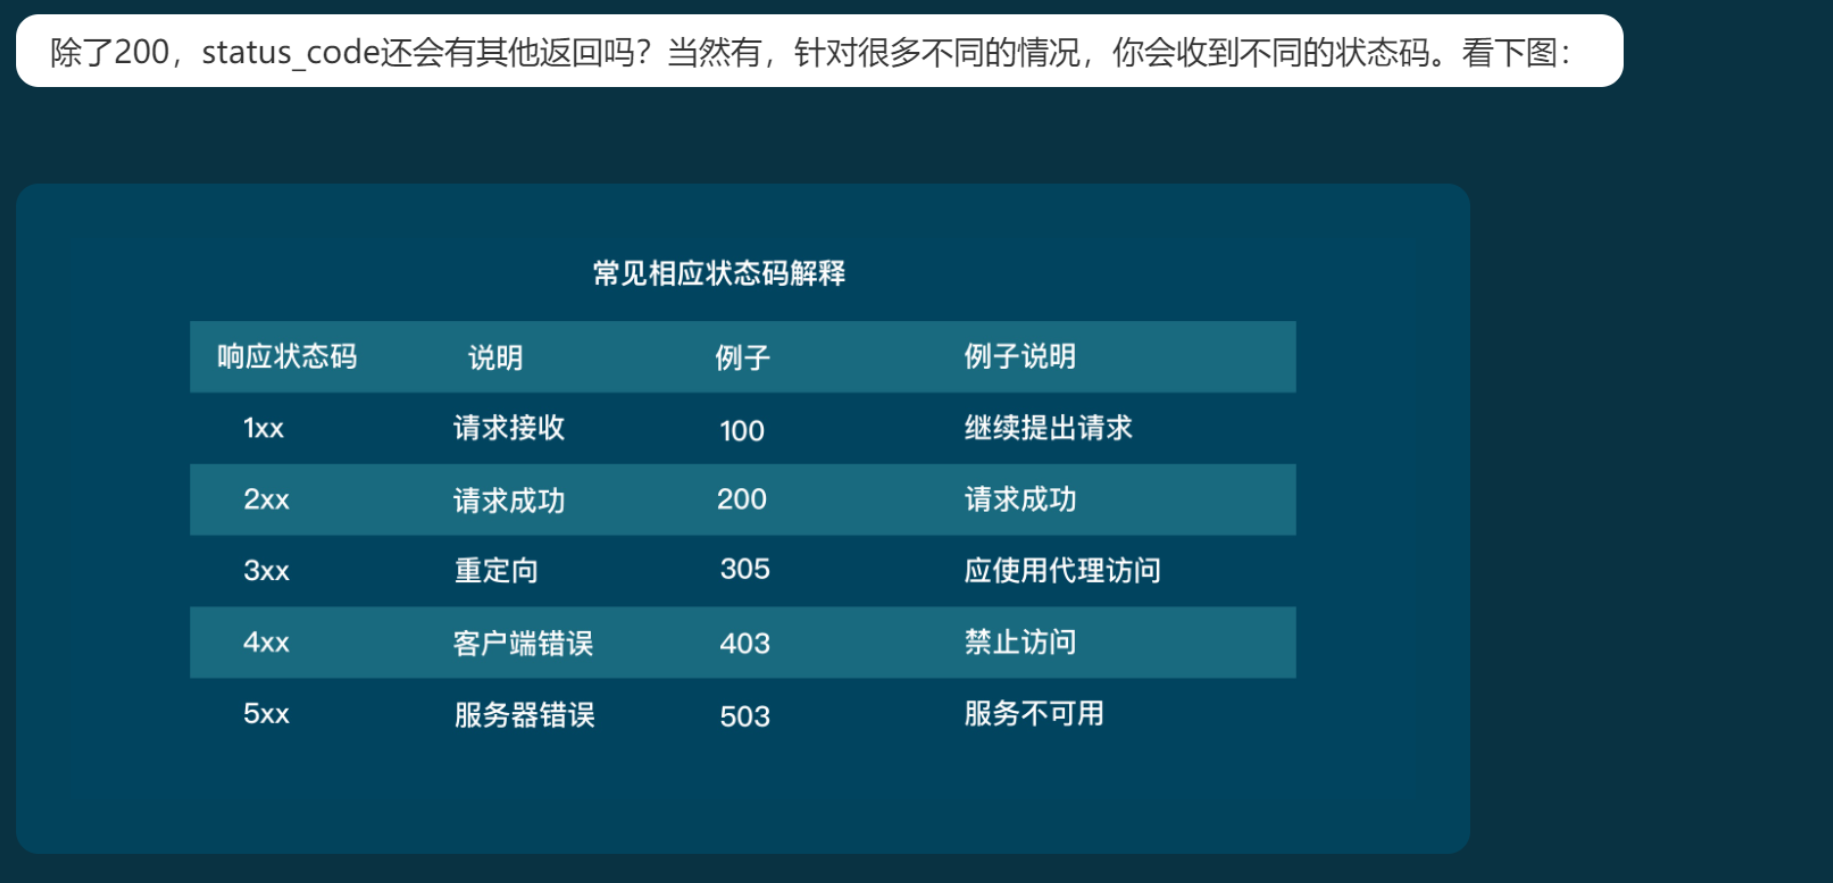 除了200，status_code还会有其他返回吗？当然有，针对很多不同的情况，你会收到不同的状态码。看下图：
常见相应状态码解释
响应状态码 说明 例子 例子说明
1xx 请求接收 100 继续提出请求
2xx 请求成功 200 请求成功
3xx 重定向 305 应使用代理访问
4xx 客户端错误 403 禁止访问
5xx 服务器错误 503 服务不可用